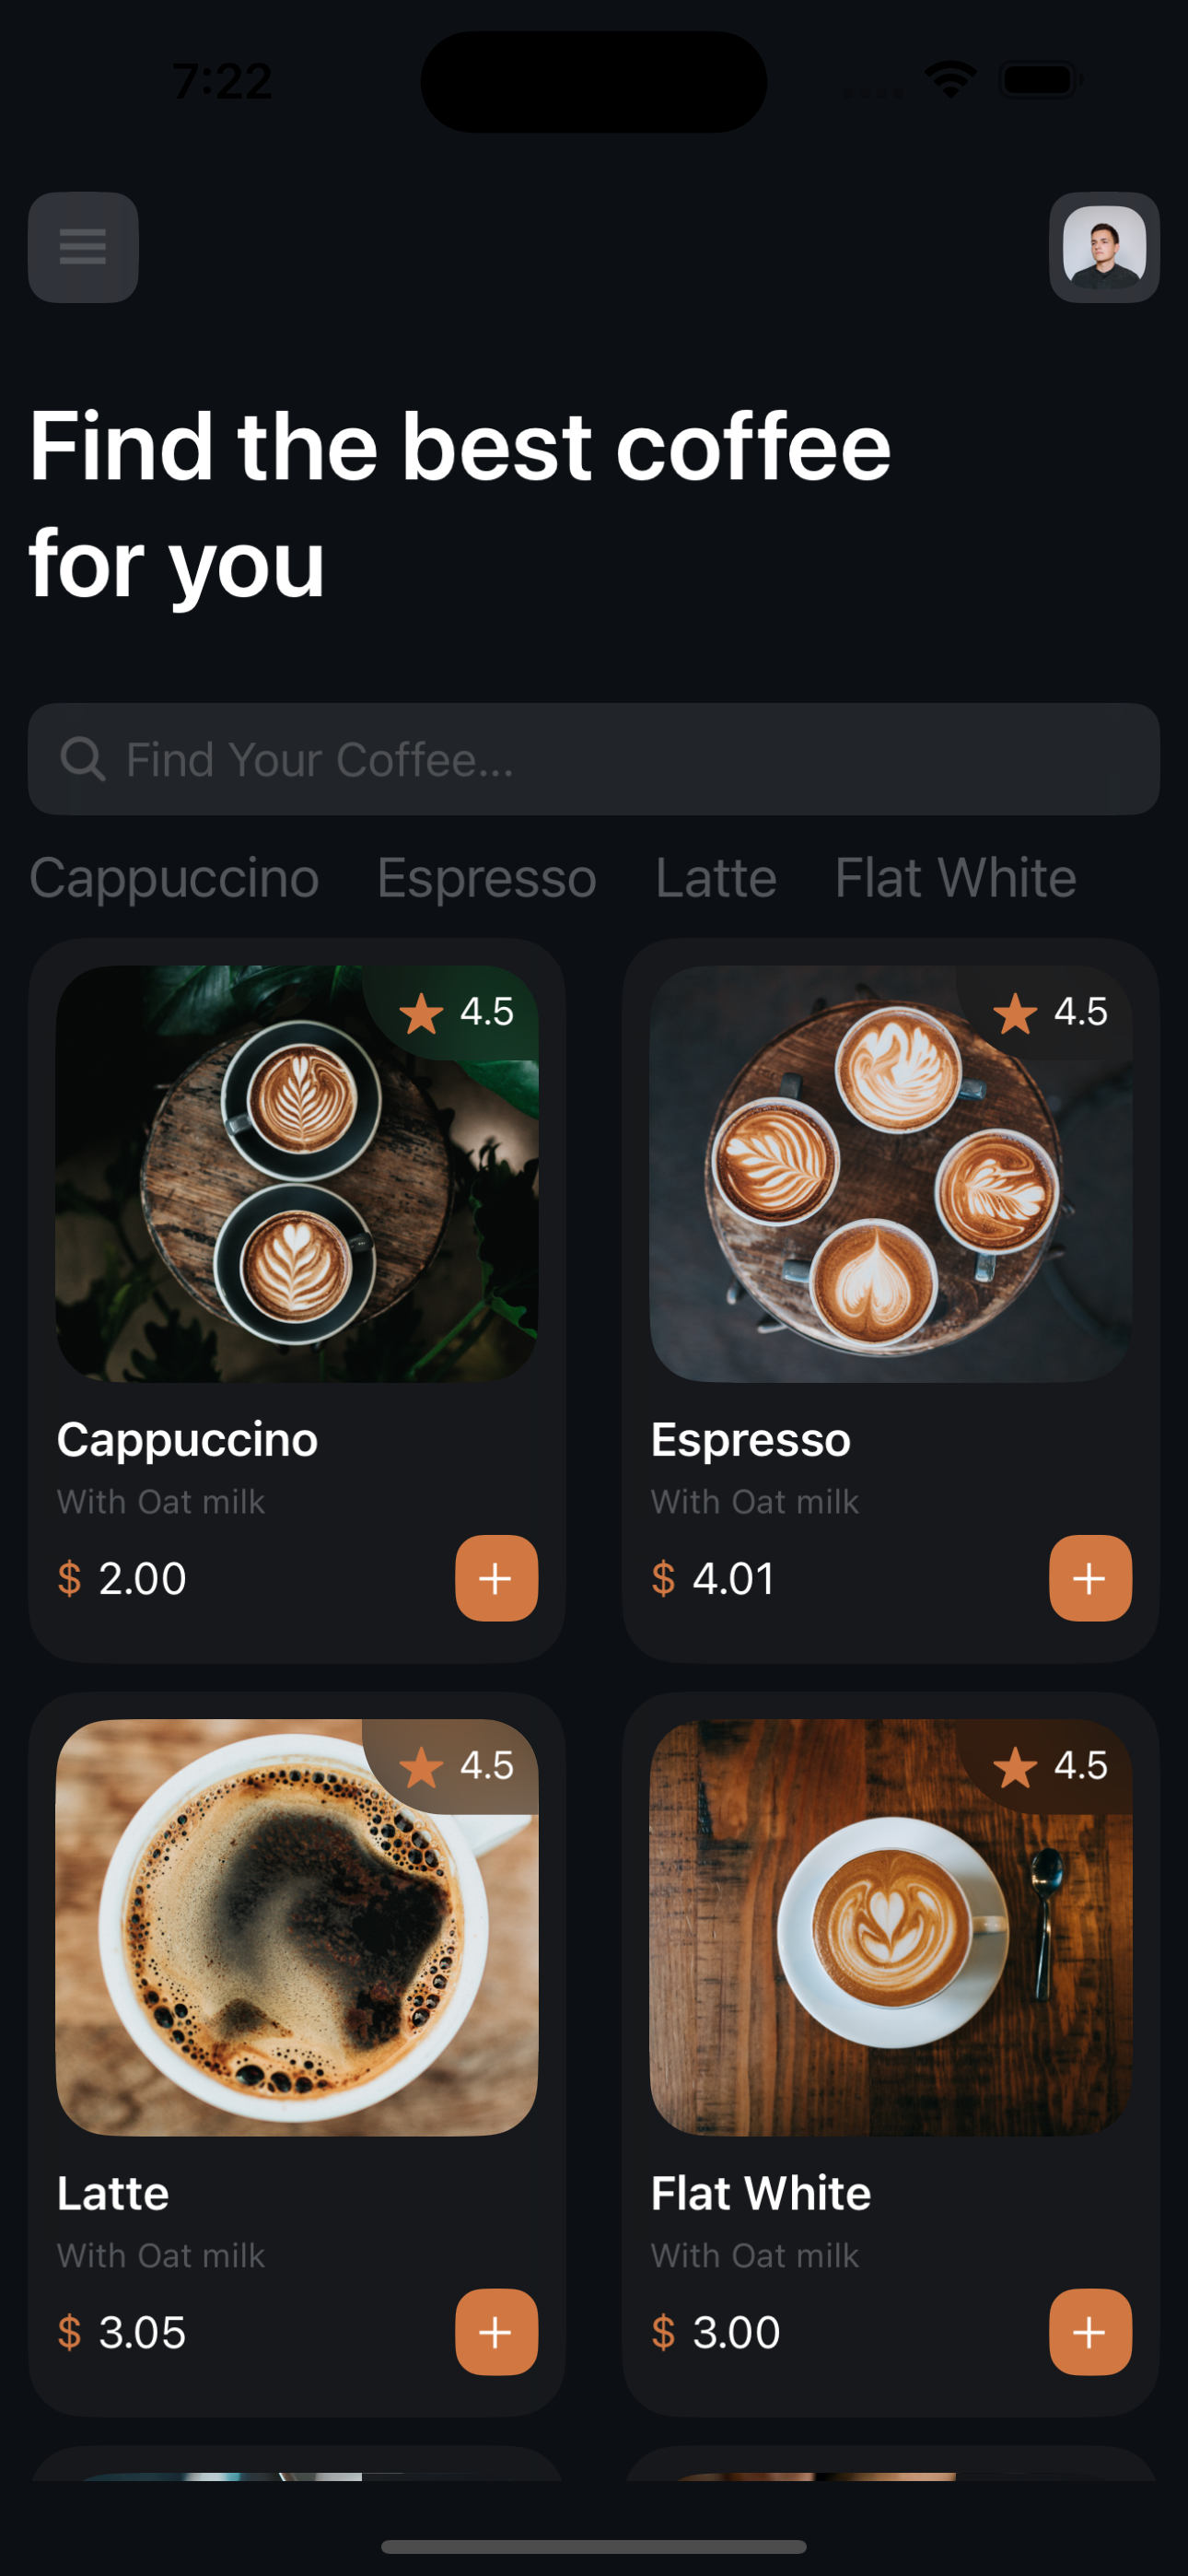 7:22
Find the best coffee
for you
Find Your Coffee...
Cappuccino Espresso Latte Flat White
4.5
4.5
Cappuccino
With Oat milk
$ 2.00
Espresso
With Oat milk
$ 4.01
4.5
4.5
Latte
With Oat milk
$ 3.05
Flat White
With Oat milk
$ 3.00